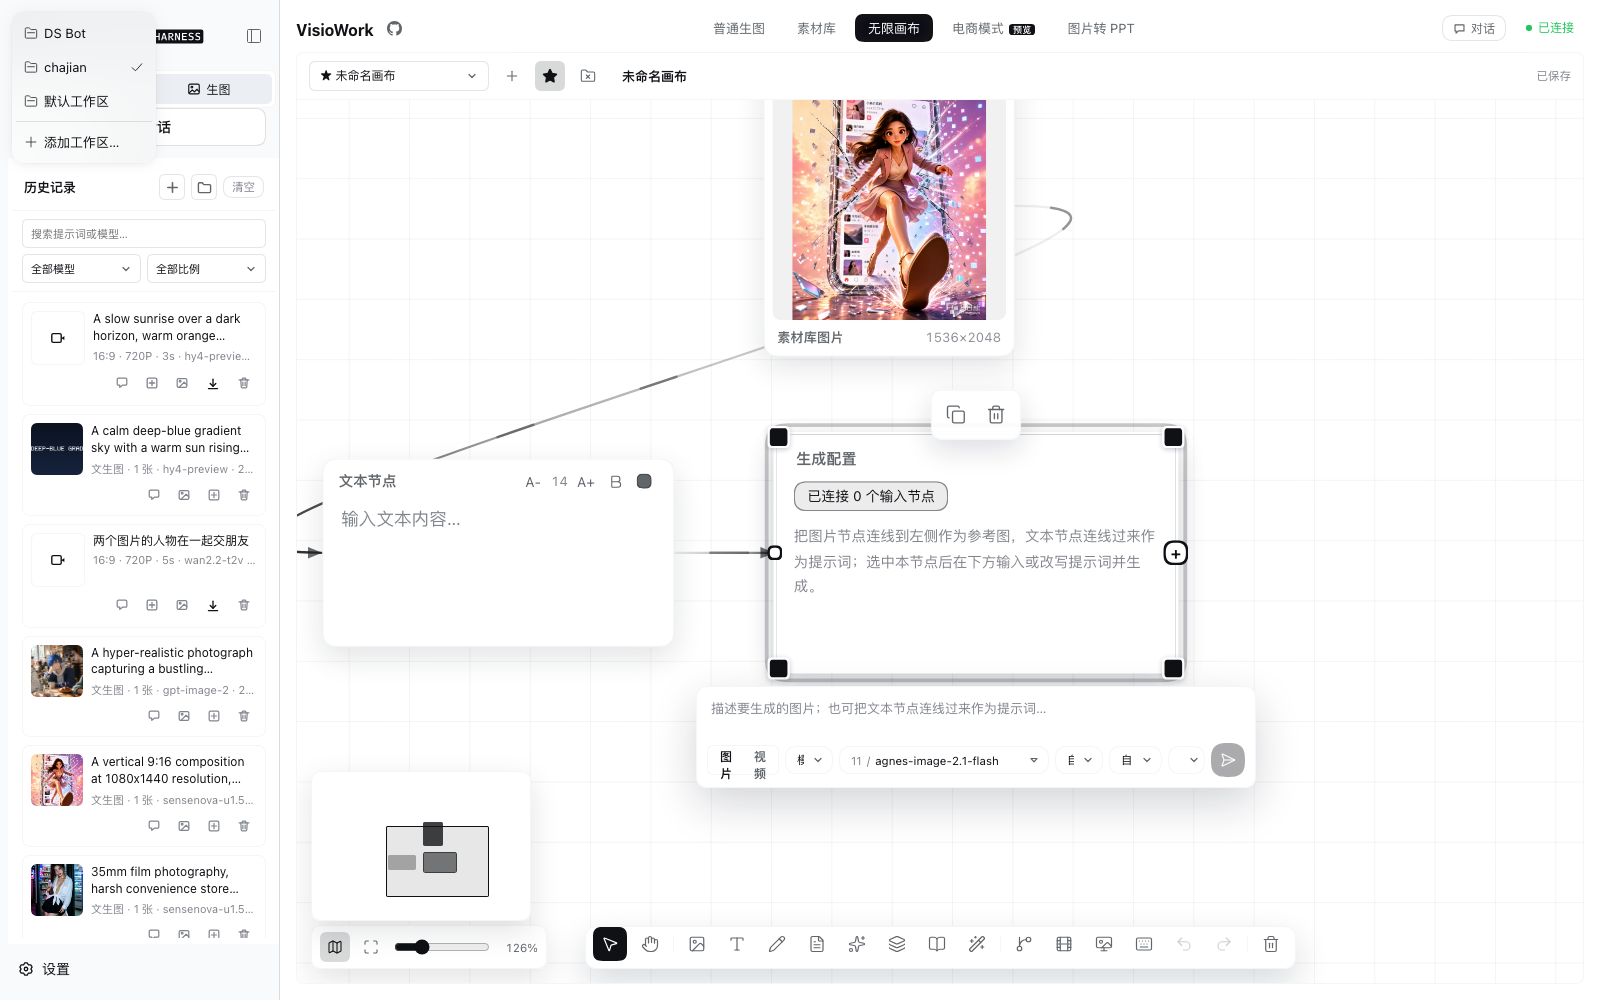 DS Bot
chajian
默认工作区
添加工作区...
HARNESS
生图
话
历史记录
清空
搜索提示词或模型...
全部模型
全部比例
A slow sunrise over a dark
horizon, warm orange...
16:9 · 720P · 3s · hy4-previe...
A calm deep-blue gradient
sky with a warm sun rising...
文生图 · 1 张 · hy4-preview · 2...
两个图片的人物在一起交朋友
16:9 · 720P · 5s · wan2.2-t2v ...
A hyper-realistic photograph
capturing a bustling...
文生图 · 1 张 · gpt-image-2 · 2...
A vertical 9:16 composition
at 1080x1440 resolution,...
文生图 · 1 张 · sensenova-u1.5...
35mm film photography,
harsh convenience store...
文生图 · 1 张 · sensenova-u1.5...
设置
VisioWork
普通生图
素材库
无限画布
电商模式 预览
图片转 PPT
对话
已连接
★ 未命名画布
未命名画布
已保存
素材库图片
1536×2048
文本节点
A-
14
A+
B
输入文本内容...
生成配置
已连接 0 个输入节点
把图片节点连线到左侧作为参考图，文本节点连线过来作
为提示词；选中本节点后在下方输入或改写提示词并生
成。
描述要生成的图片；也可把文本节点连线过来作为提示词...
图片
视频
11 / agnes-image-2.1-flash
自
126%